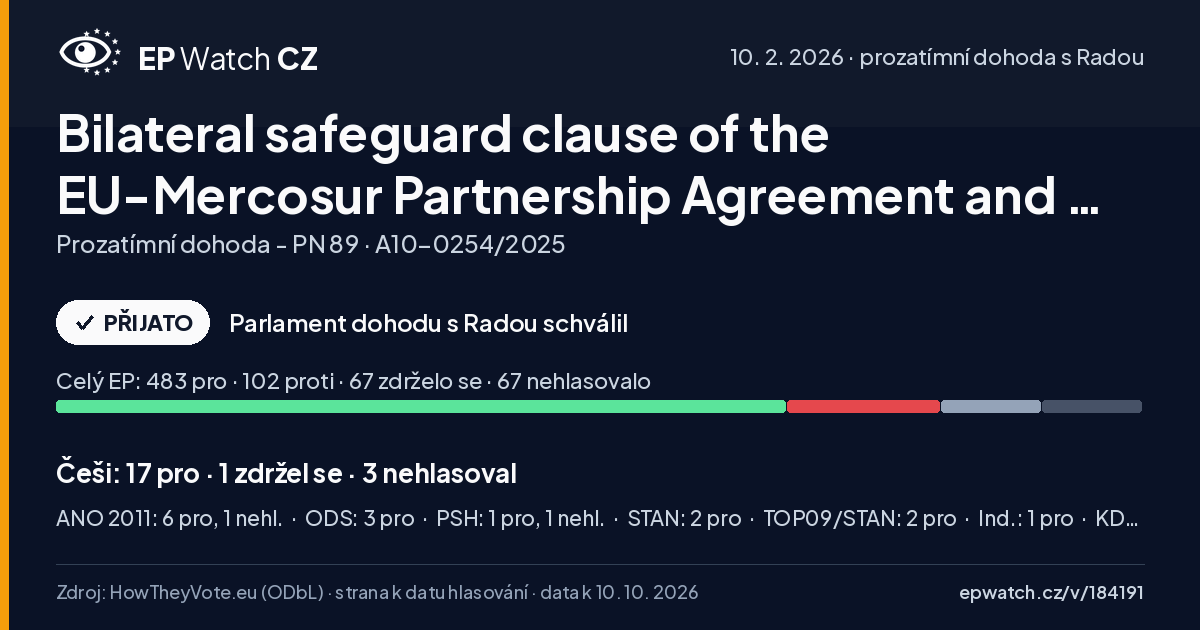 EP Watch CZ
10. 2. 2026 · prozatímní dohoda s Radou
Bilateral safeguard clause of the
EU–Mercosur Partnership Agreement and …
Prozatímní dohoda - PN 89 · A10-0254/2025
✓ PŘIJATO
Parlament dohodu s Radou schválil
Celý EP: 483 pro · 102 proti · 67 zdrželo se · 67 nehlasovalo
Češi: 17 pro · 1 zdržel se · 3 nehlasoval
ANO 2011: 6 pro, 1 nehl. · ODS: 3 pro · PSH: 1 pro, 1 nehl. · STAN: 2 pro · TOP09/STAN: 2 pro · Ind.: 1 pro · KD…
Zdroj: HowTheyVote.eu (ODbL) · strana k datu hlasování · data k 10. 10. 2026
epwatch.cz/v/184191